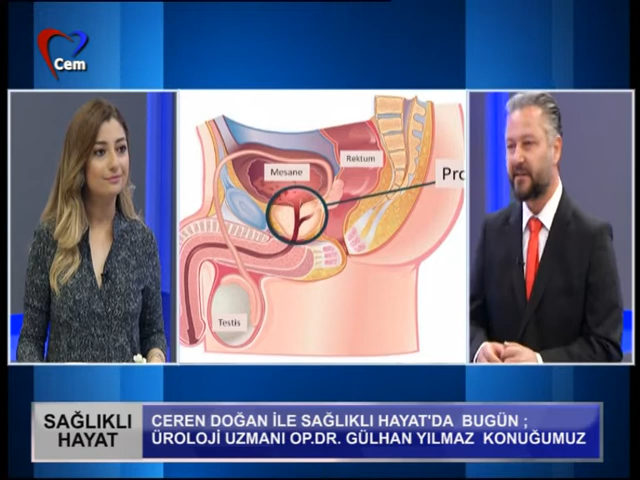 Cem
Mesane
Rektum
Pro
Testis
SAĞLIKLI
HAYAT
CEREN DOĞAN İLE SAĞLIKLI HAYAT'DA BUGÜN ;
ÜROLOJİ UZMANI OP.DR. GÜLHAN YILMAZ KONUĞUMUZ